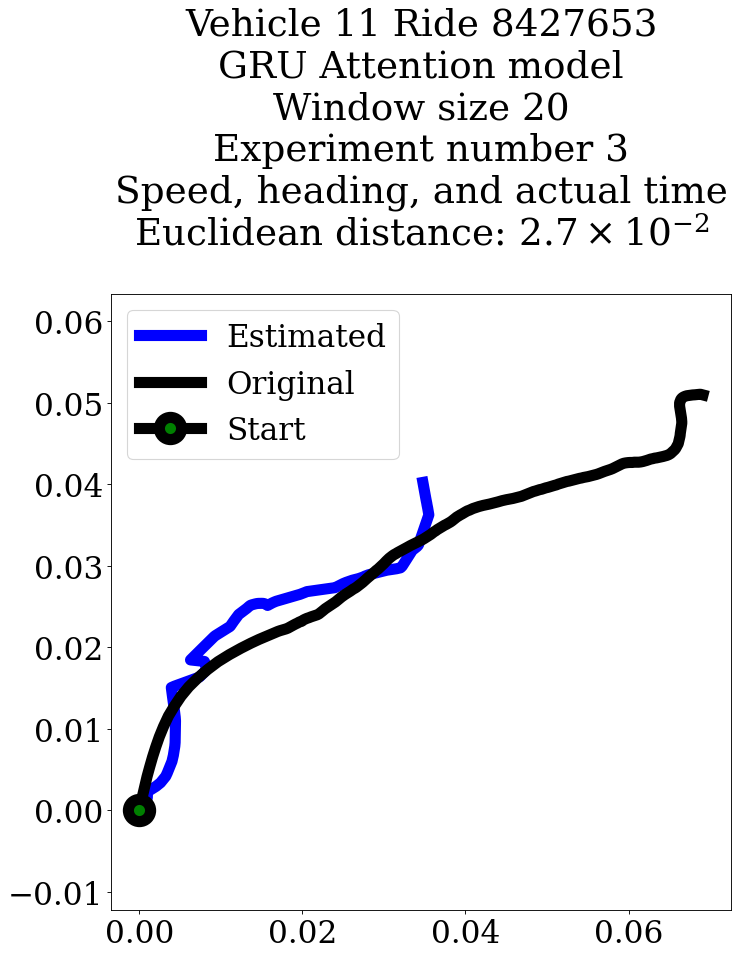 Vehicle 11 Ride 8427653
GRU Attention model
Window size 20
Experiment number 3
Speed, heading, and actual time
Euclidean distance: 2.7 × 10⁻²
Estimated
Original
Start
0.06
0.05
0.04
0.03
0.02
0.01
0.00
−0.01
0.00 0.02 0.04 0.06